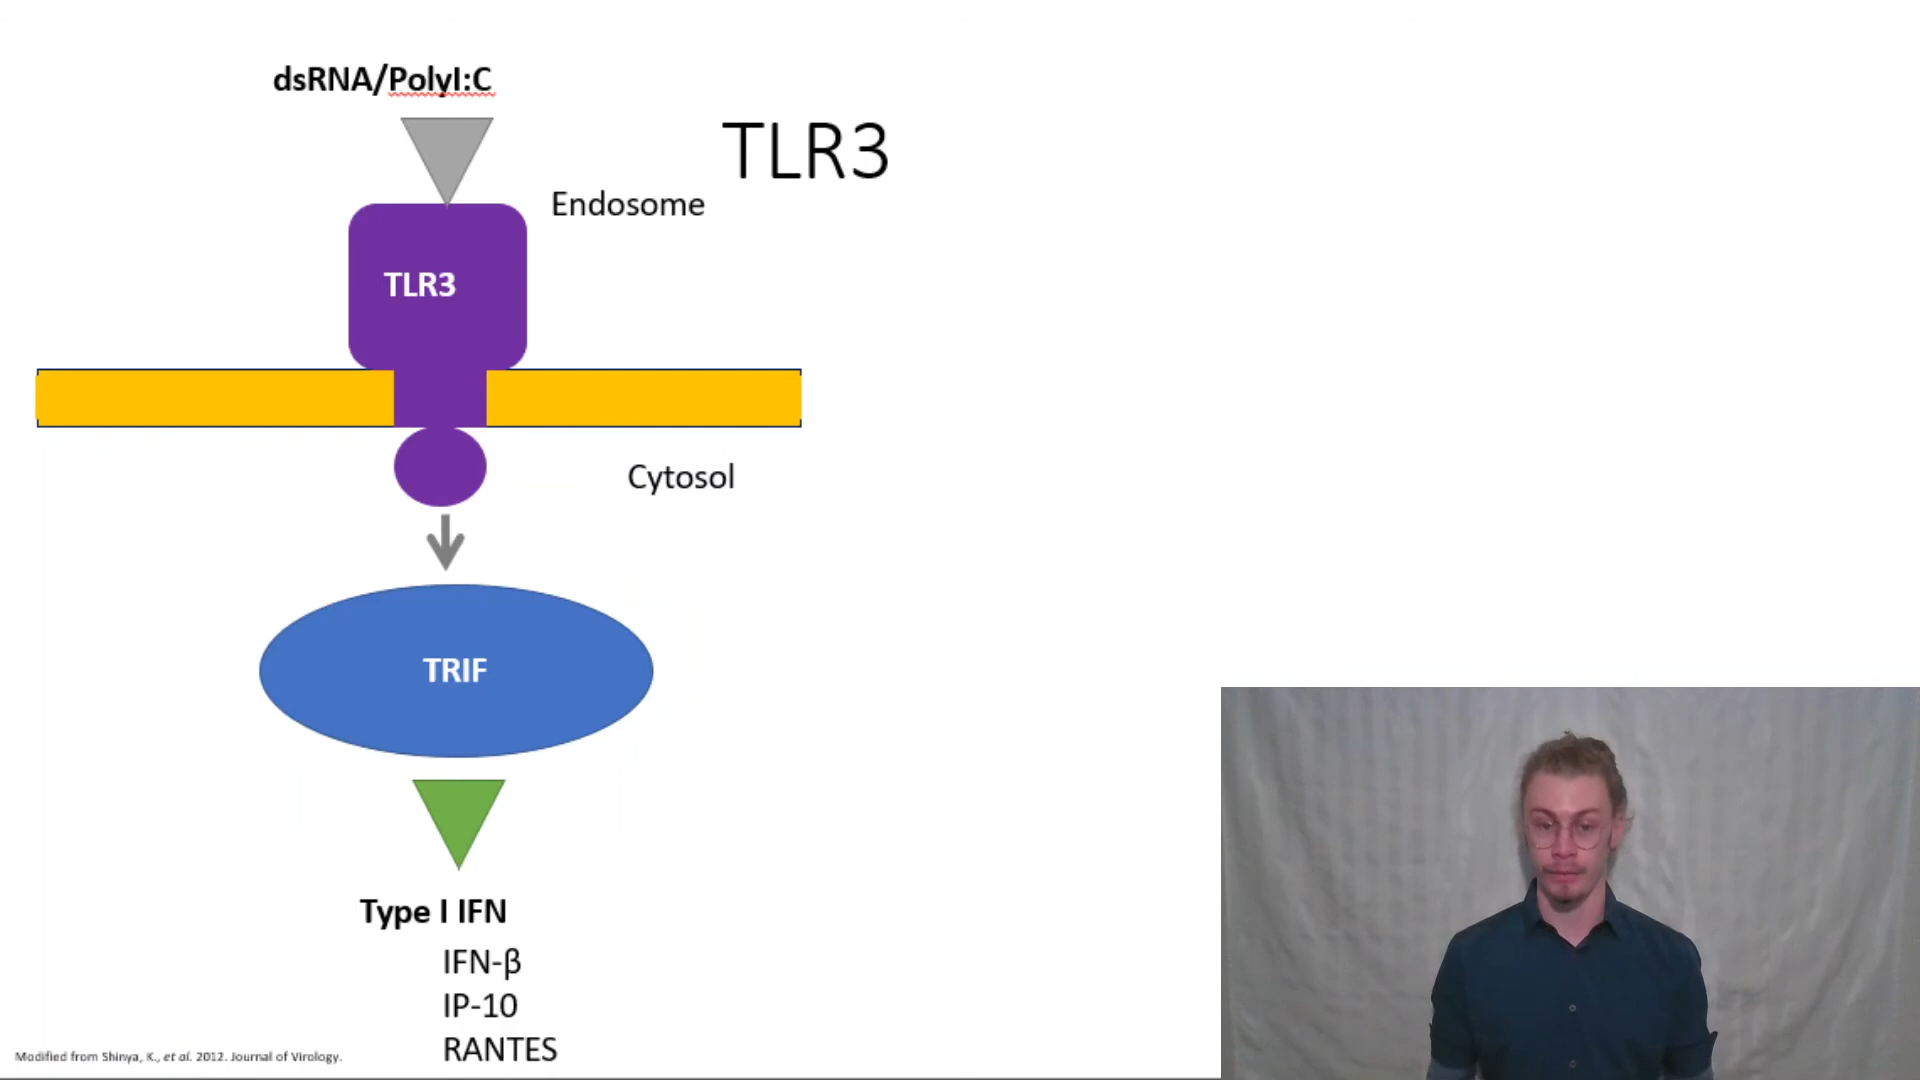 dsRNA/PolyI:C
TLR3
Endosome
TLR3
Cytosol
TRIF
Type I IFN
IFN-β
IP-10
RANTES
Modified from Shinya, K., et al. 2012. Journal of Virology.